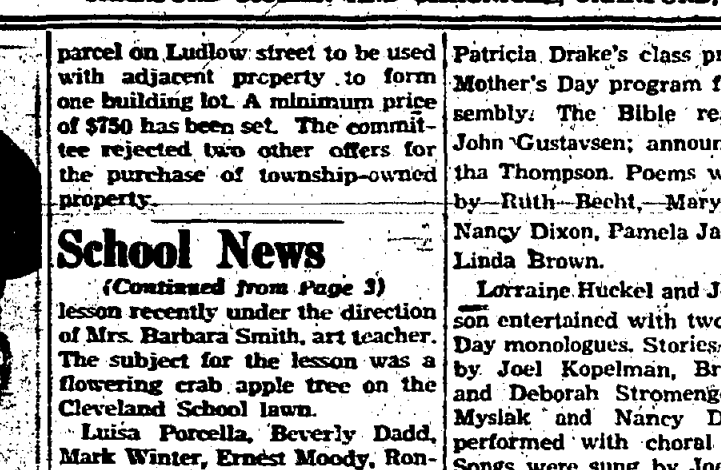 parcel on Ludlow street to be used
with adjacent property to form
one building lot. A minimum price
of $750 has been set. The commit-
tee rejected two other offers for
the purchase of township-owned
property.
School News
(Continued from Page 3)
lesson recently under the direction
of Mrs. Barbara Smith, art teacher.
The subject for the lesson was a
flowering crab apple tree on the
Cleveland School lawn.
Luisa Porcella, Beverly Dadd,
Mark Winter, Ernest Moody, Ron-
Patricia Drake's class pr
Mother's Day program f
sembly. The Bible re
John Gustavsen; announ
tha Thompson. Poems w
by Ruth Becht, Mary
Nancy Dixon, Pamela Ja
Linda Brown.
Lorraine Huckel and J
son entertained with two
Day monologues. Stories
by Joel Kopelman, Br
and Deborah Stromeng
Mysiak and Nancy D
performed with choral
Songs were sung by